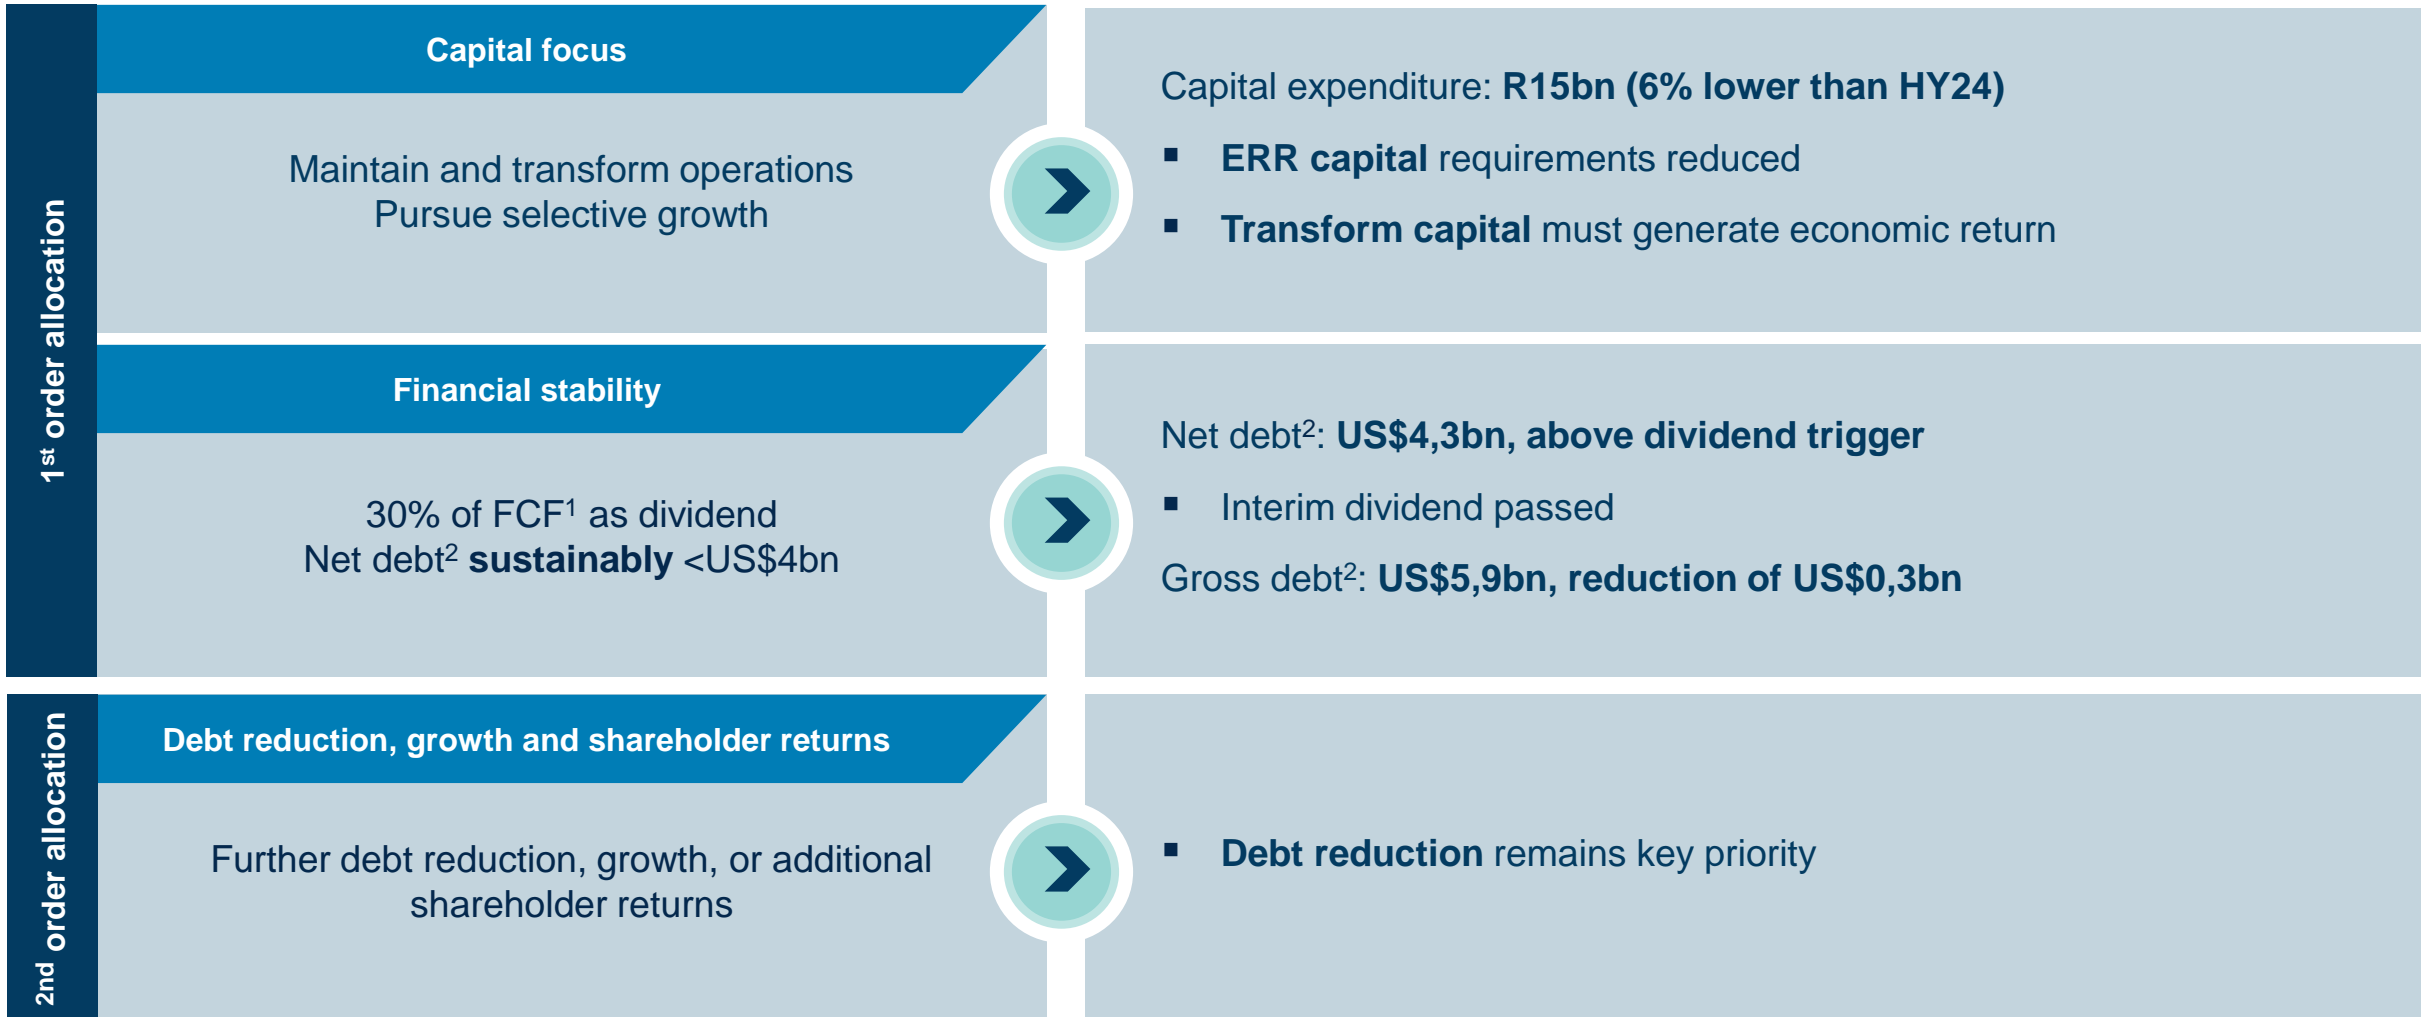 1st order allocation
Capital focus
Maintain and transform operations
Pursue selective growth
Capital expenditure: R15bn (6% lower than HY24)
▪ ERR capital requirements reduced
▪ Transform capital must generate economic return
Financial stability
30% of FCF1 as dividend
Net debt2 sustainably <US$4bn
Net debt2: US$4,3bn, above dividend trigger
▪ Interim dividend passed
Gross debt2: US$5,9bn, reduction of US$0,3bn
2nd order allocation
Debt reduction, growth and shareholder returns
Further debt reduction, growth, or additional
shareholder returns
▪ Debt reduction remains key priority